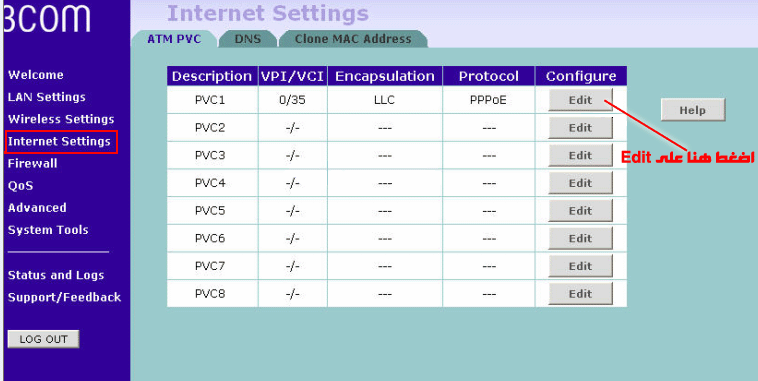 3COM
Internet Settings
ATM PVC DNS Clone MAC Address
Welcome
LAN Settings
Wireless Settings
Internet Settings
Firewall
QoS
Advanced
System Tools
Status and Logs
Support/Feedback
LOG OUT
Description VPI/VCI Encapsulation Protocol Configure
PVC1 0/35 LLC PPPoE Edit
PVC2 -/- --- --- Edit
PVC3 -/- --- --- Edit
PVC4 -/- --- --- Edit
PVC5 -/- --- --- Edit
PVC6 -/- --- --- Edit
PVC7 -/- --- --- Edit
PVC8 -/- --- --- Edit
Help
اضغط هنا على Edit